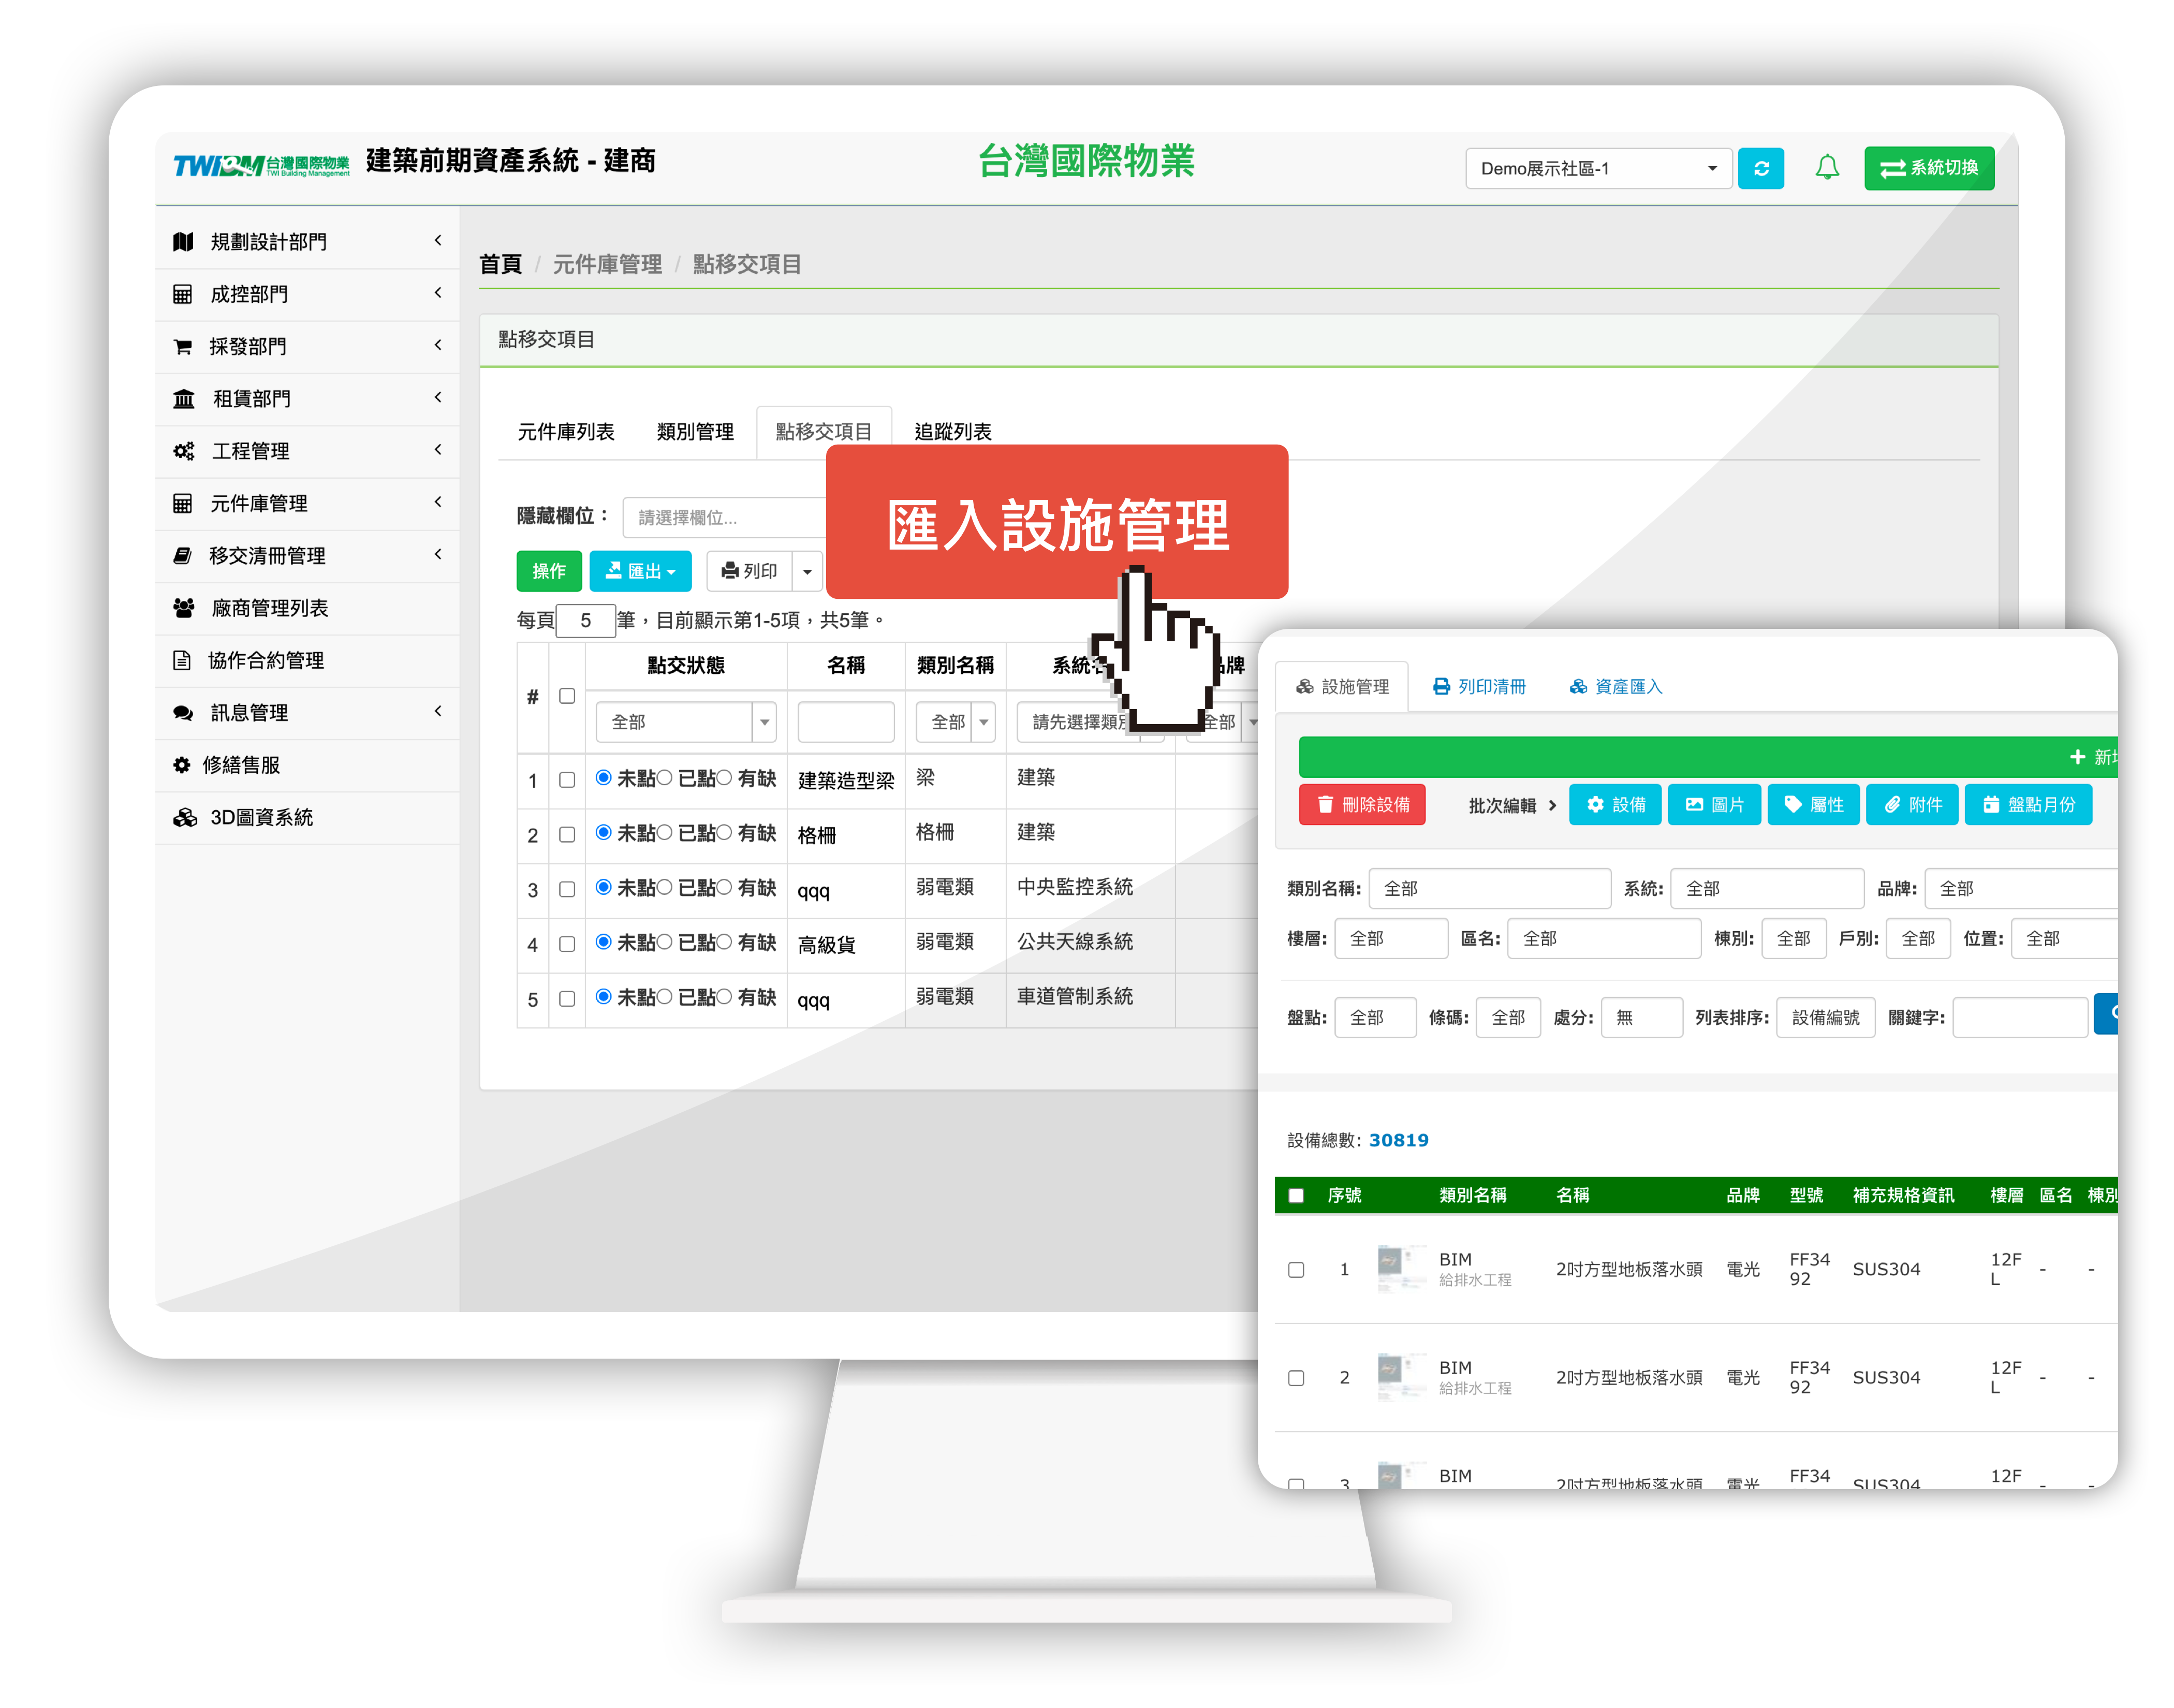 TWIBM 台灣國際物業 建築前期資產系統 - 建商
TWI Building Management
台灣國際物業
Demo展示社區-1
系統切換
規劃設計部門
成控部門
採發部門
租賃部門
工程管理
元件庫管理
移交清冊管理
廠商管理列表
協作合約管理
訊息管理
修繕售服
3D圖資系統
首頁 / 元件庫管理 / 點移交項目
點移交項目
元件庫列表 類別管理 點移交項目 追蹤列表
隱藏欄位： 請選擇欄位...
匯入設施管理
操作 匯出 列印
每頁 5 筆，目前顯示第1-5項，共5筆。
# 點交狀態 名稱 類別名稱 系統 牌
全部 全部 請先選擇類 全部
1 未點 已點 有缺 建築造型梁 梁 建築
2 未點 已點 有缺 格柵 格柵 建築
3 未點 已點 有缺 qqq 弱電類 中央監控系統
4 未點 已點 有缺 高級貨 弱電類 公共天線系統
5 未點 已點 有缺 qqq 弱電類 車道管制系統
設施管理 列印清冊 資產匯入
+ 新
刪除設備 批次編輯 > 設備 圖片 屬性 附件 盤點月份
類別名稱: 全部 系統: 全部 品牌: 全部
樓層: 全部 區名: 全部 棟別: 全部 戶別: 全部 位置: 全部
盤點: 全部 條碼: 全部 處分: 無 列表排序: 設備編號 關鍵字:
設備總數: 30819
序號 類別名稱 名稱 品牌 型號 補充規格資訊 樓層 區名 棟別
1 BIM 給排水工程 2吋方型地板落水頭 電光 FF3492 SUS304 12FL - -
2 BIM 給排水工程 2吋方型地板落水頭 電光 FF3492 SUS304 12FL - -
3 BIM 2吋方型地板落水頭 電光 FF34 SUS304 12F - -